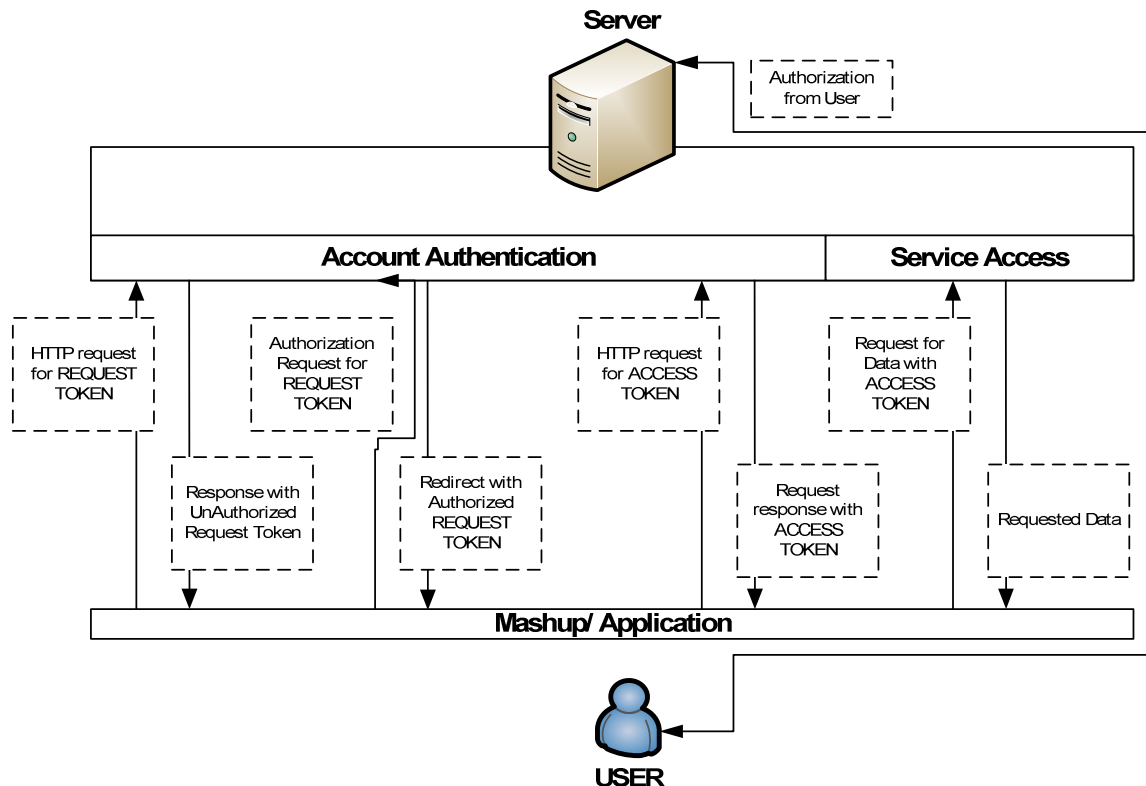 Server
Authorization
from User
Account Authentication
Service Access
HTTP request
for REQUEST
TOKEN
Authorization
Request for
REQUEST
TOKEN
HTTP request
for ACCESS
TOKEN
Request for
Data with
ACCESS
TOKEN
Response with
UnAuthorized
Request Token
Redirect with
Authorized
REQUEST
TOKEN
Request
response with
ACCESS
TOKEN
Requested Data
Mashup/ Application
USER